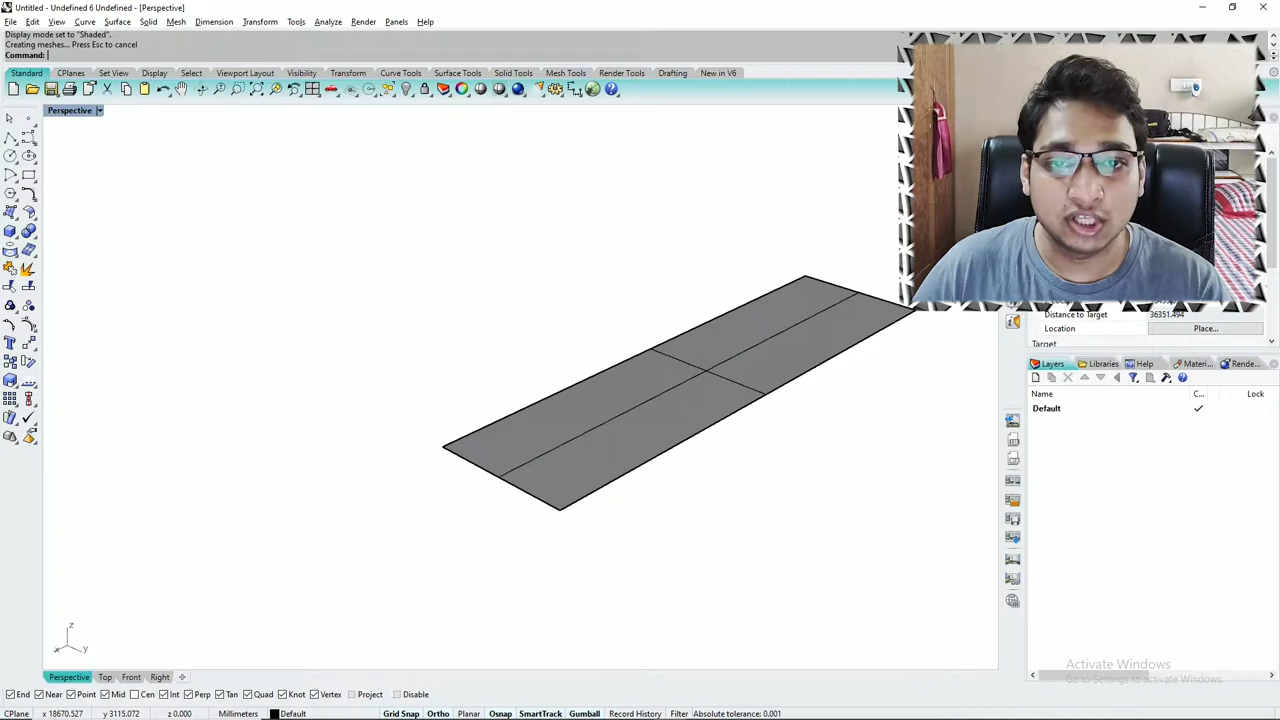 Untitled - Undefined 6 Undefined - [Perspective]
File Edit View Curve Surface Solid Mesh Dimension Transform Tools Analyze Render Panels Help
Display mode set to "Shaded".
Creating meshes... Press Esc to cancel
Command:
Standard CPlanes Set View Display Select Viewport Layout Visibility Transform Curve Tools Surface Tools Solid Tools Mesh Tools Render Tools Drafting New in V6
Perspective
Distance to Target 36351.494
Location Place...
Target
Layers Libraries Help Materi... Rende...
Name C... Lock
Default
z
x y
Activate Windows
Go to Settings to activate Windows.
Perspective Top Front Right
End Near Point Mid Cen Int Perp Tan Quad Knot Vertex Project Disable
CPlane x 18670.527 y 3115.072 z 0.000 Millimeters Default Grid Snap Ortho Planar Osnap SmartTrack Gumball Record History Filter Absolute tolerance: 0.001